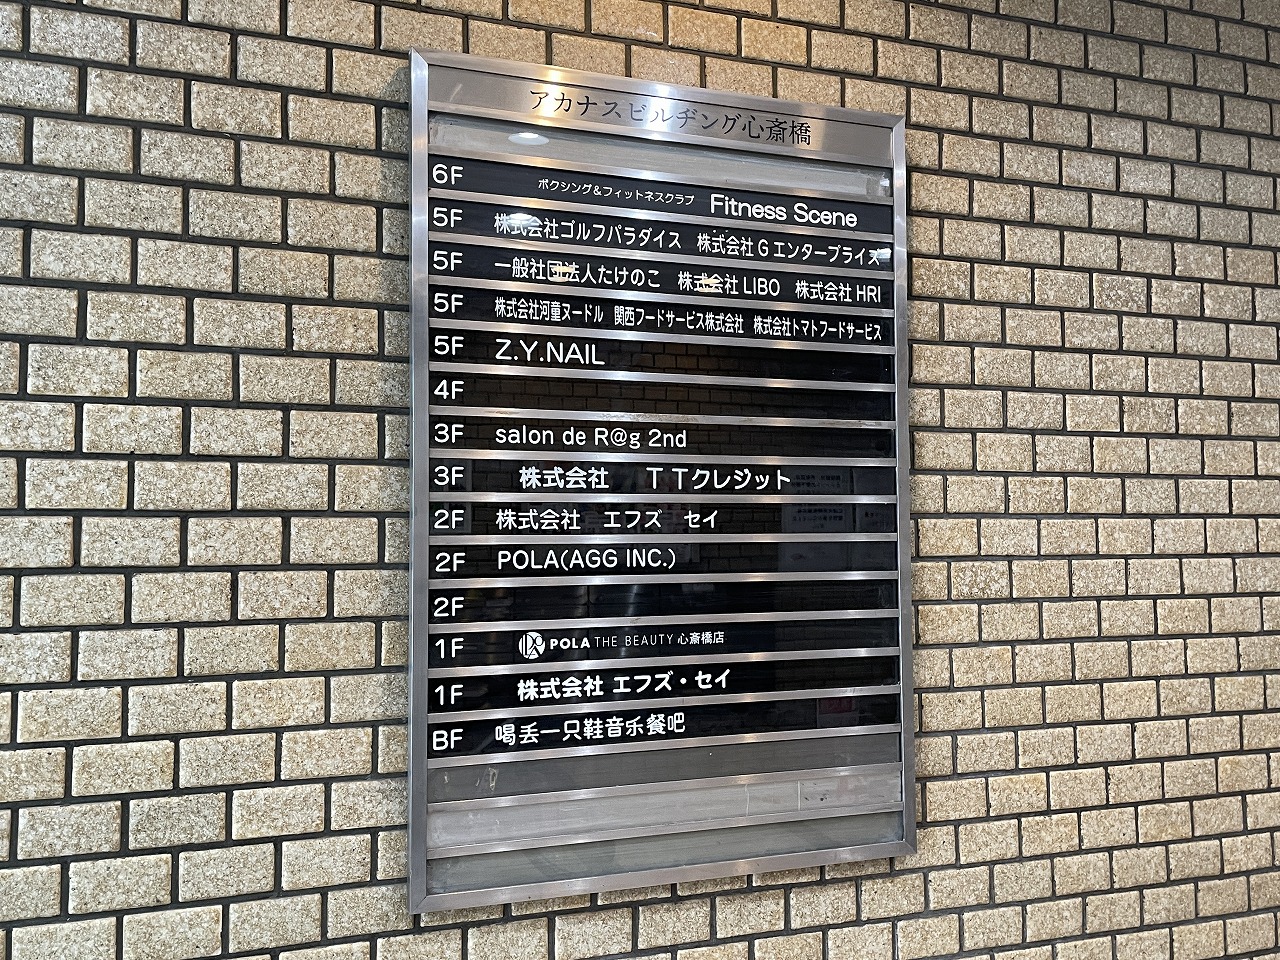 アカナスビルヂング心斎橋
6F ボクシング&フィットネスクラブ Fitness Scene
5F 株式会社ゴルフパラダイス 株式会社Gエンタープライズ
5F 一般社団法人たけのこ 株式会社LIBO 株式会社HRI
5F 株式会社河童ヌードル 関西フードサービス株式会社 株式会社トマトフードサービス
5F Z.Y.NAIL
4F
3F salon de R@g 2nd
3F 株式会社 TTクレジット
2F 株式会社 エフズ セイ
2F POLA(AGG INC.)
2F
1F POLA THE BEAUTY 心斎橋店
1F 株式会社 エフズ・セイ
BF 喝丢一只鞋音乐餐吧